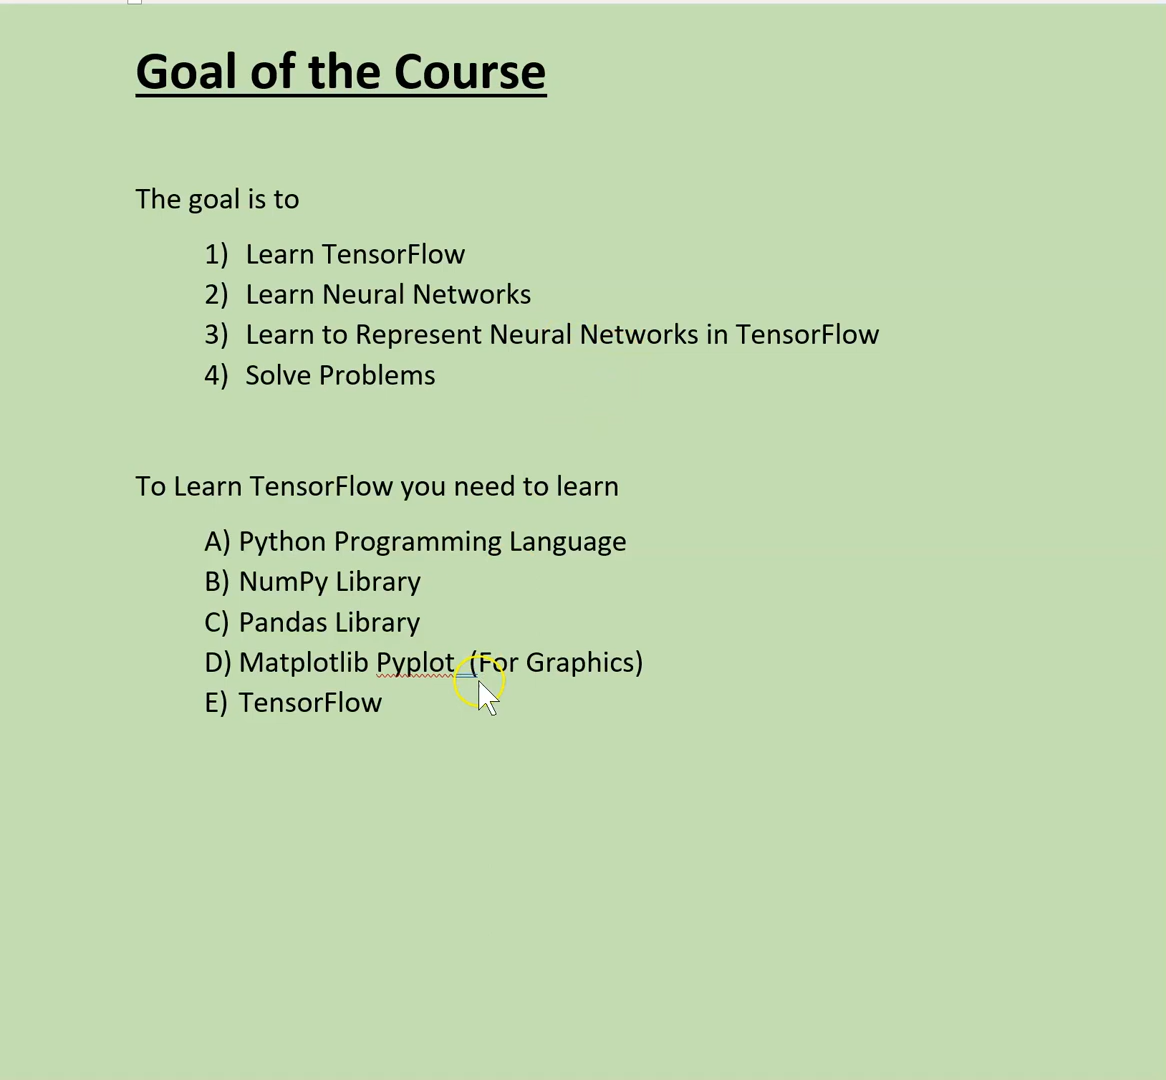 Goal of the Course
The goal is to
1) Learn TensorFlow
2) Learn Neural Networks
3) Learn to Represent Neural Networks in TensorFlow
4) Solve Problems
To Learn TensorFlow you need to learn
A) Python Programming Language
B) NumPy Library
C) Pandas Library
D) Matplotlib Pyplot  (For Graphics)
E) TensorFlow